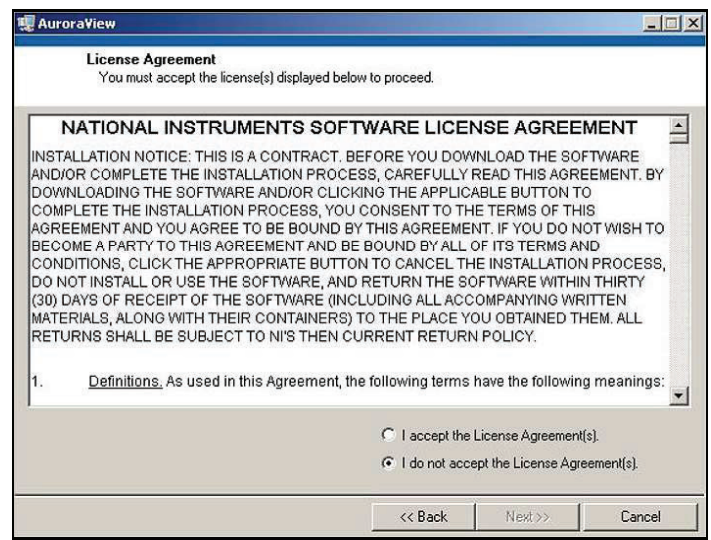 AuroraView
License Agreement
You must accept the license(s) displayed below to proceed.
NATIONAL INSTRUMENTS SOFTWARE LICENSE AGREEMENT
INSTALLATION NOTICE: THIS IS A CONTRACT. BEFORE YOU DOWNLOAD THE SOFTWARE
AND/OR COMPLETE THE INSTALLATION PROCESS, CAREFULLY READ THIS AGREEMENT. BY
DOWNLOADING THE SOFTWARE AND/OR CLICKING THE APPLICABLE BUTTON TO
COMPLETE THE INSTALLATION PROCESS, YOU CONSENT TO THE TERMS OF THIS
AGREEMENT AND YOU AGREE TO BE BOUND BY THIS AGREEMENT. IF YOU DO NOT WISH TO
BECOME A PARTY TO THIS AGREEMENT AND BE BOUND BY ALL OF ITS TERMS AND
CONDITIONS, CLICK THE APPROPRIATE BUTTON TO CANCEL THE INSTALLATION PROCESS,
DO NOT INSTALL OR USE THE SOFTWARE, AND RETURN THE SOFTWARE WITHIN THIRTY
(30) DAYS OF RECEIPT OF THE SOFTWARE (INCLUDING ALL ACCOMPANYING WRITTEN
MATERIALS, ALONG WITH THEIR CONTAINERS) TO THE PLACE YOU OBTAINED THEM. ALL
RETURNS SHALL BE SUBJECT TO NI'S THEN CURRENT RETURN POLICY.
1. Definitions. As used in this Agreement, the following terms have the following meanings:
I accept the License Agreement(s).
I do not accept the License Agreement(s).
<< Back Next >> Cancel